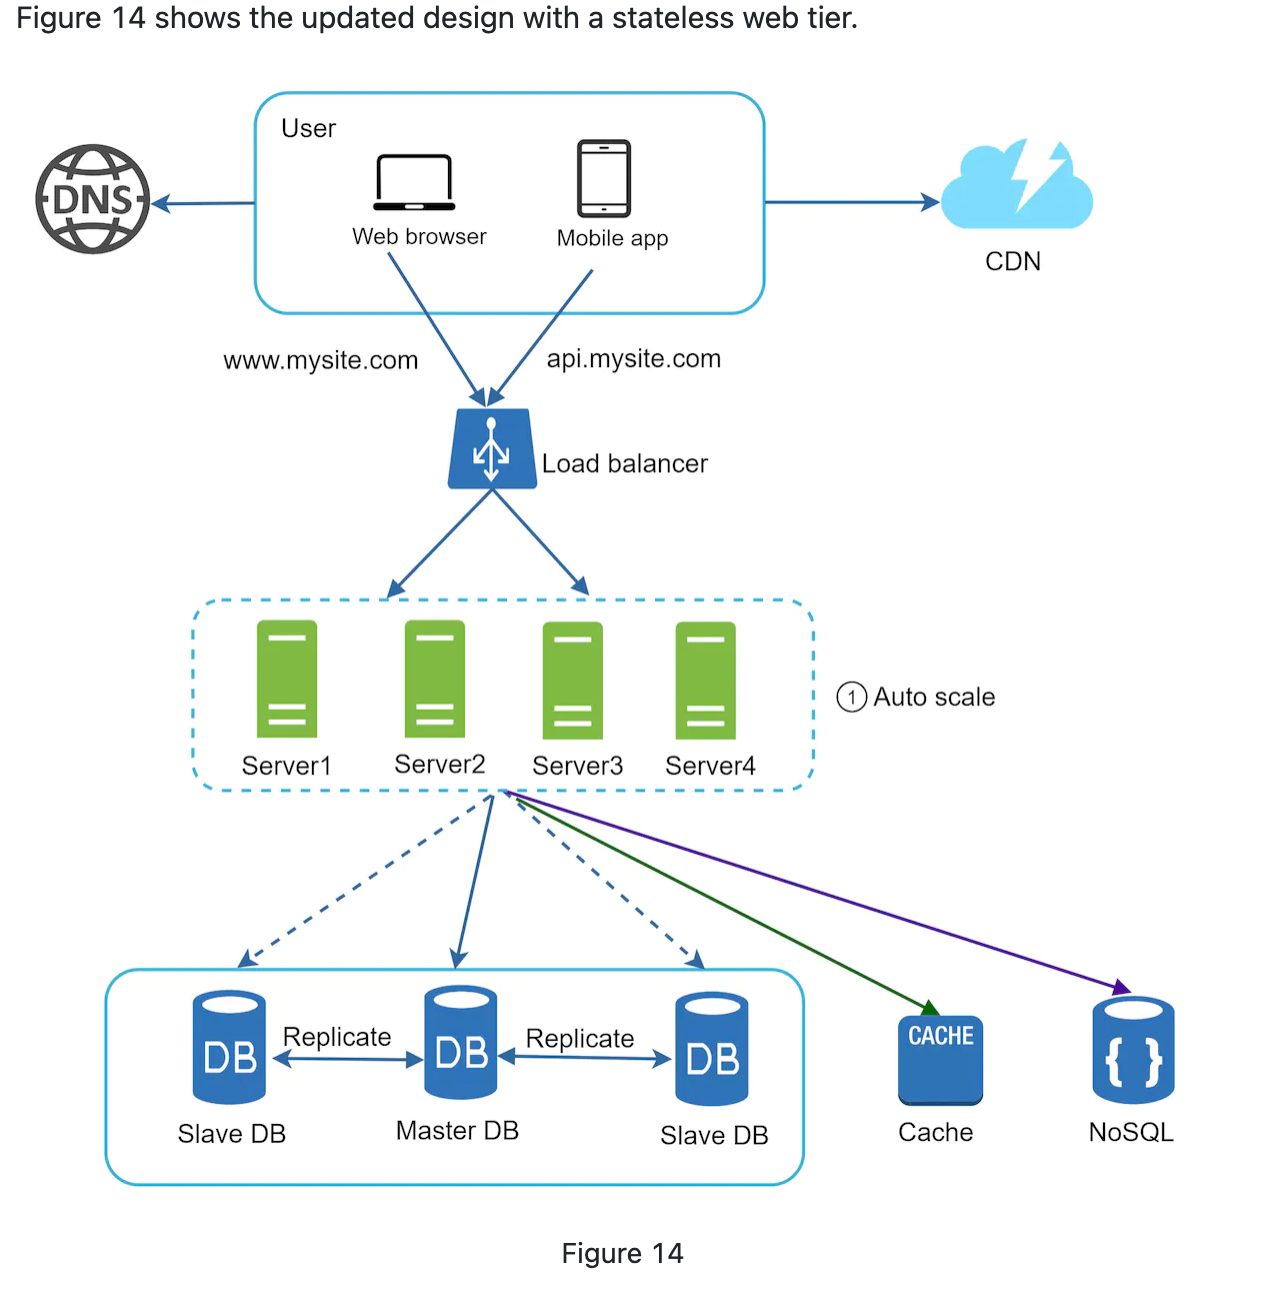 Figure 14 shows the updated design with a stateless web tier.
User
DNS
Web browser
Mobile app
CDN
www.mysite.com
api.mysite.com
Load balancer
Server1
Server2
Server3
Server4
1 Auto scale
DB
Replicate
DB
Replicate
DB
CACHE
{ }
Slave DB
Master DB
Slave DB
Cache
NoSQL
Figure 14